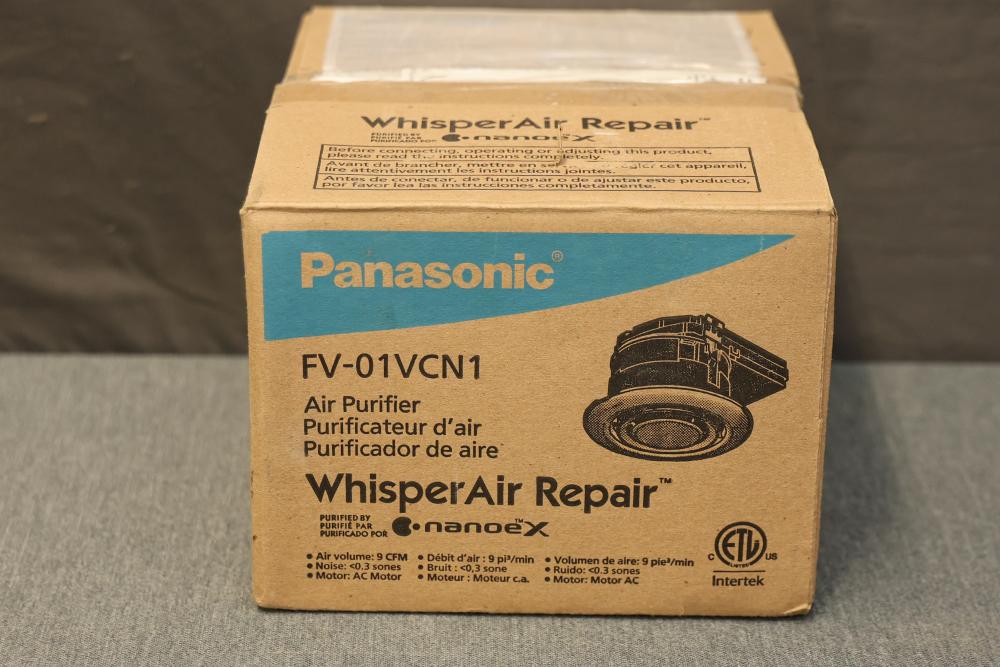 WhisperAir Repair™
PURIFIED BY
PURIFIÉ PAR
PURIFICADO POR
nanoeX
Before connecting, operating or adjusting this product,
please read the instructions completely.
Avant de brancher, mettre en cet appareil,
lire attentivement les instructions jointes.
Antes de conectar, de funcionar o de ajustar este producto,
por favor lea las instrucciones completamente.
Panasonic®
FV-01VCN1
Air Purifier
Purificateur d'air
Purificador de aire
WhisperAir Repair™
PURIFIED BY
PURIFIÉ PAR
PURIFICADO POR
nanoe™X
• Air volume: 9 CFM
• Noise: <0.3 sones
• Motor: AC Motor
• Débit d'air : 9 pi³/min
• Bruit : <0,3 sone
• Moteur : Moteur c.a.
• Volumen de aire: 9 pie³/min
• Ruido: <0.3 sones
• Motor: Motor AC
C ETL US
LISTED
Intertek